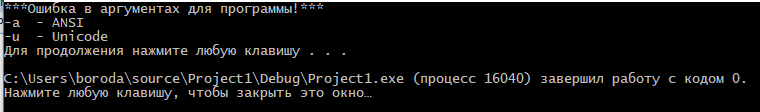 ***Ошибка в аргументах для программы!***
-a  - ANSI
-u  - Unicode
Для продолжения нажмите любую клавишу . . .
C:\Users\boroda\source\Project1\Debug\Project1.exe (процесс 16040) завершил работу с кодом 0.
Нажмите любую клавишу, чтобы закрыть это окно…